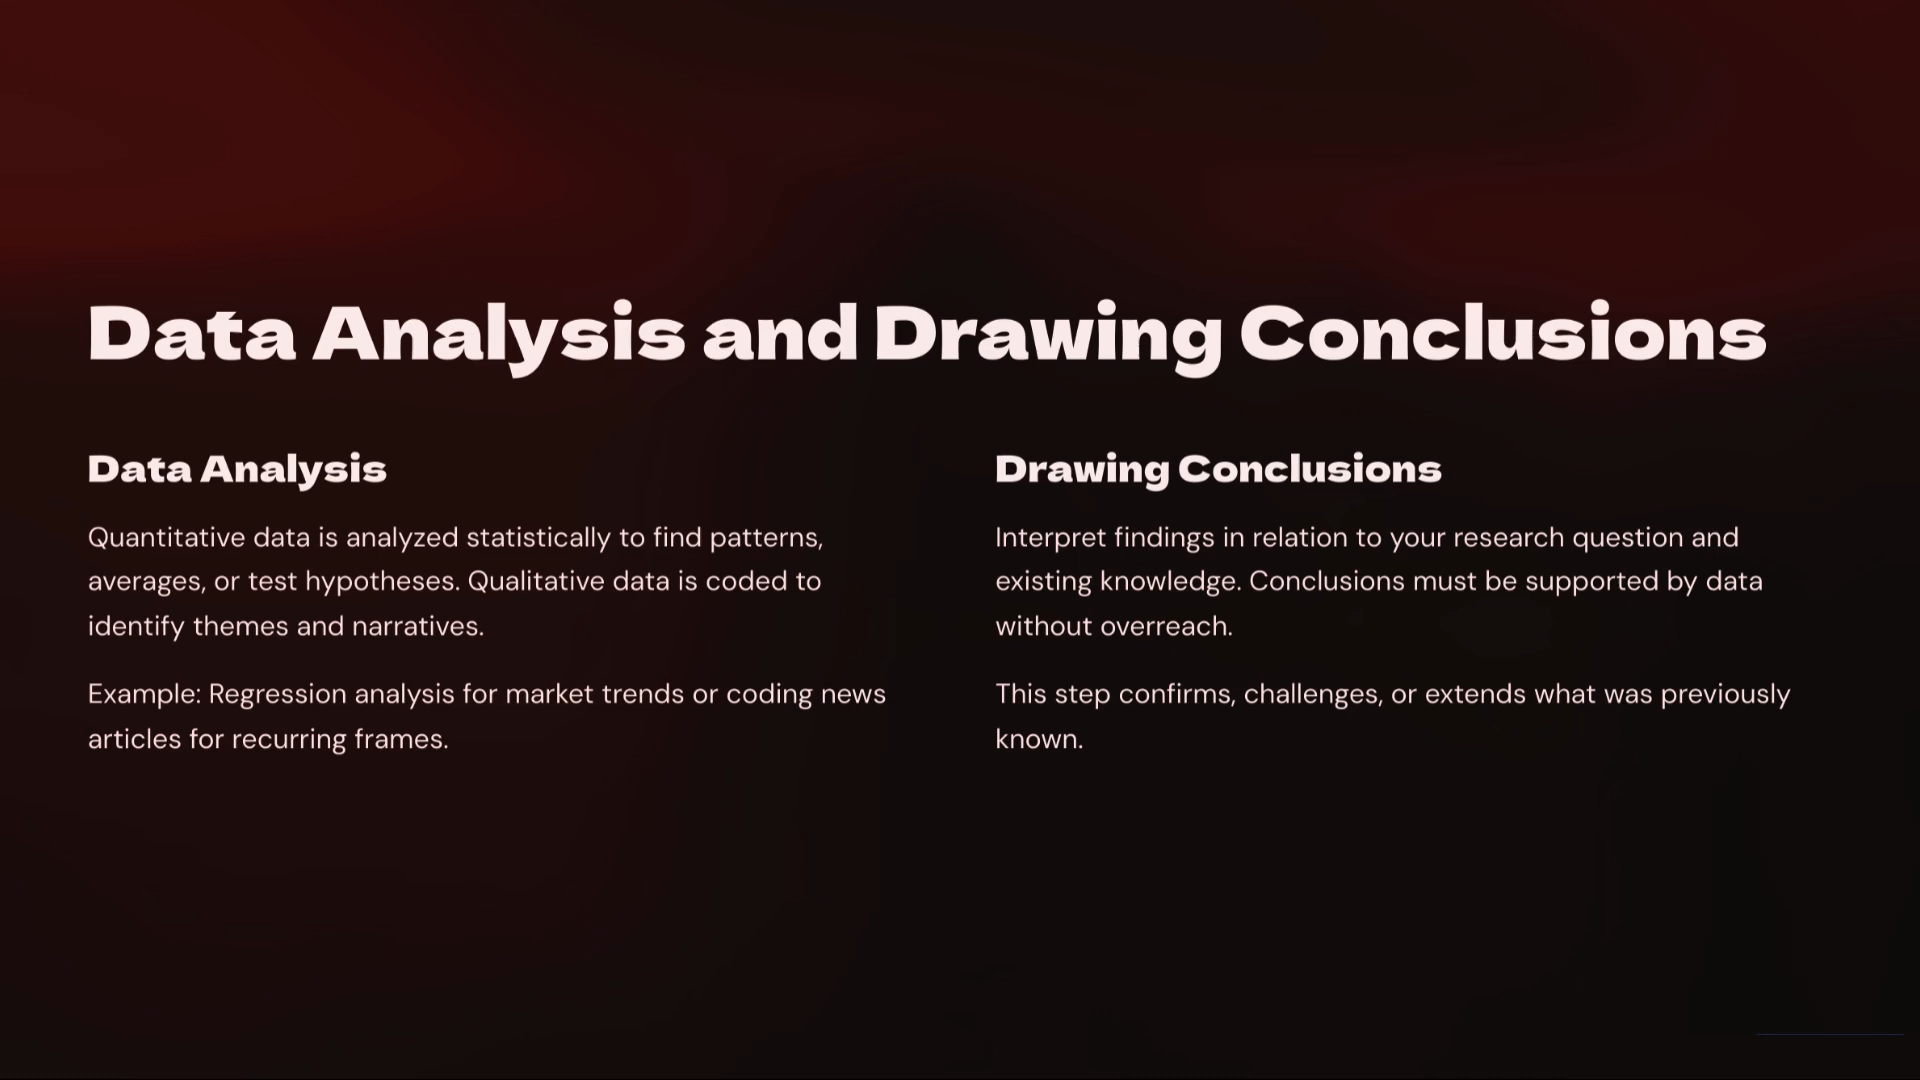 Data Analysis and Drawing Conclusions
Data Analysis
Quantitative data is analyzed statistically to find patterns,
averages, or test hypotheses. Qualitative data is coded to
identify themes and narratives.
Example: Regression analysis for market trends or coding news
articles for recurring frames.
Drawing Conclusions
Interpret findings in relation to your research question and
existing knowledge. Conclusions must be supported by data
without overreach.
This step confirms, challenges, or extends what was previously
known.